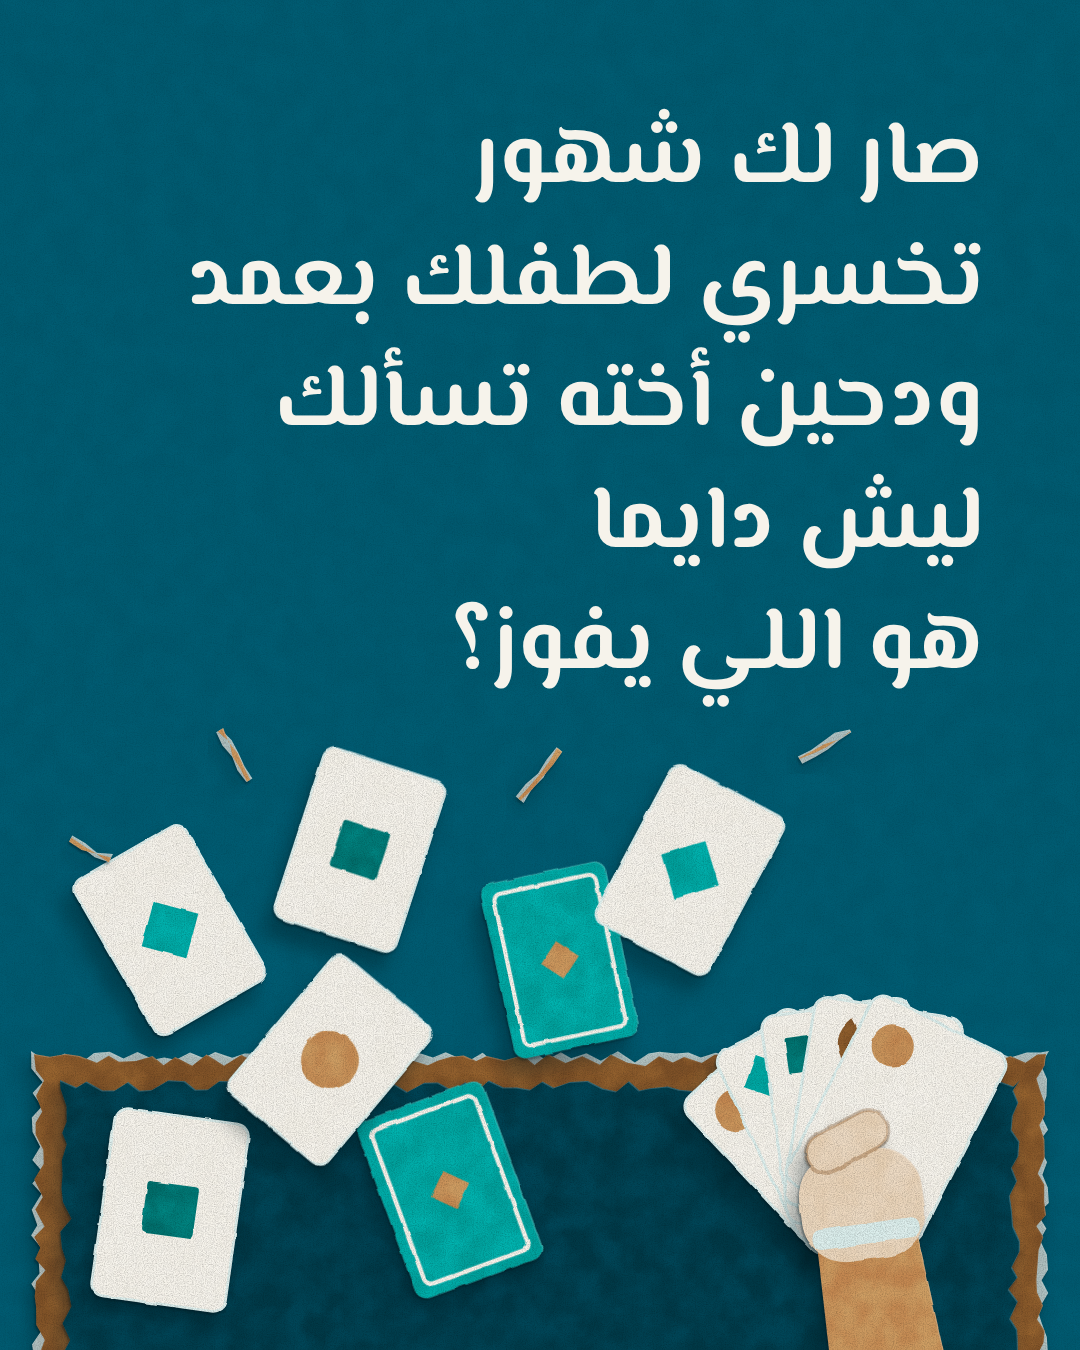 صار لك شهور
تخسري لطفلك بعمد
ودحين أخته تسألك
ليش دايما
هو اللي يفوز؟